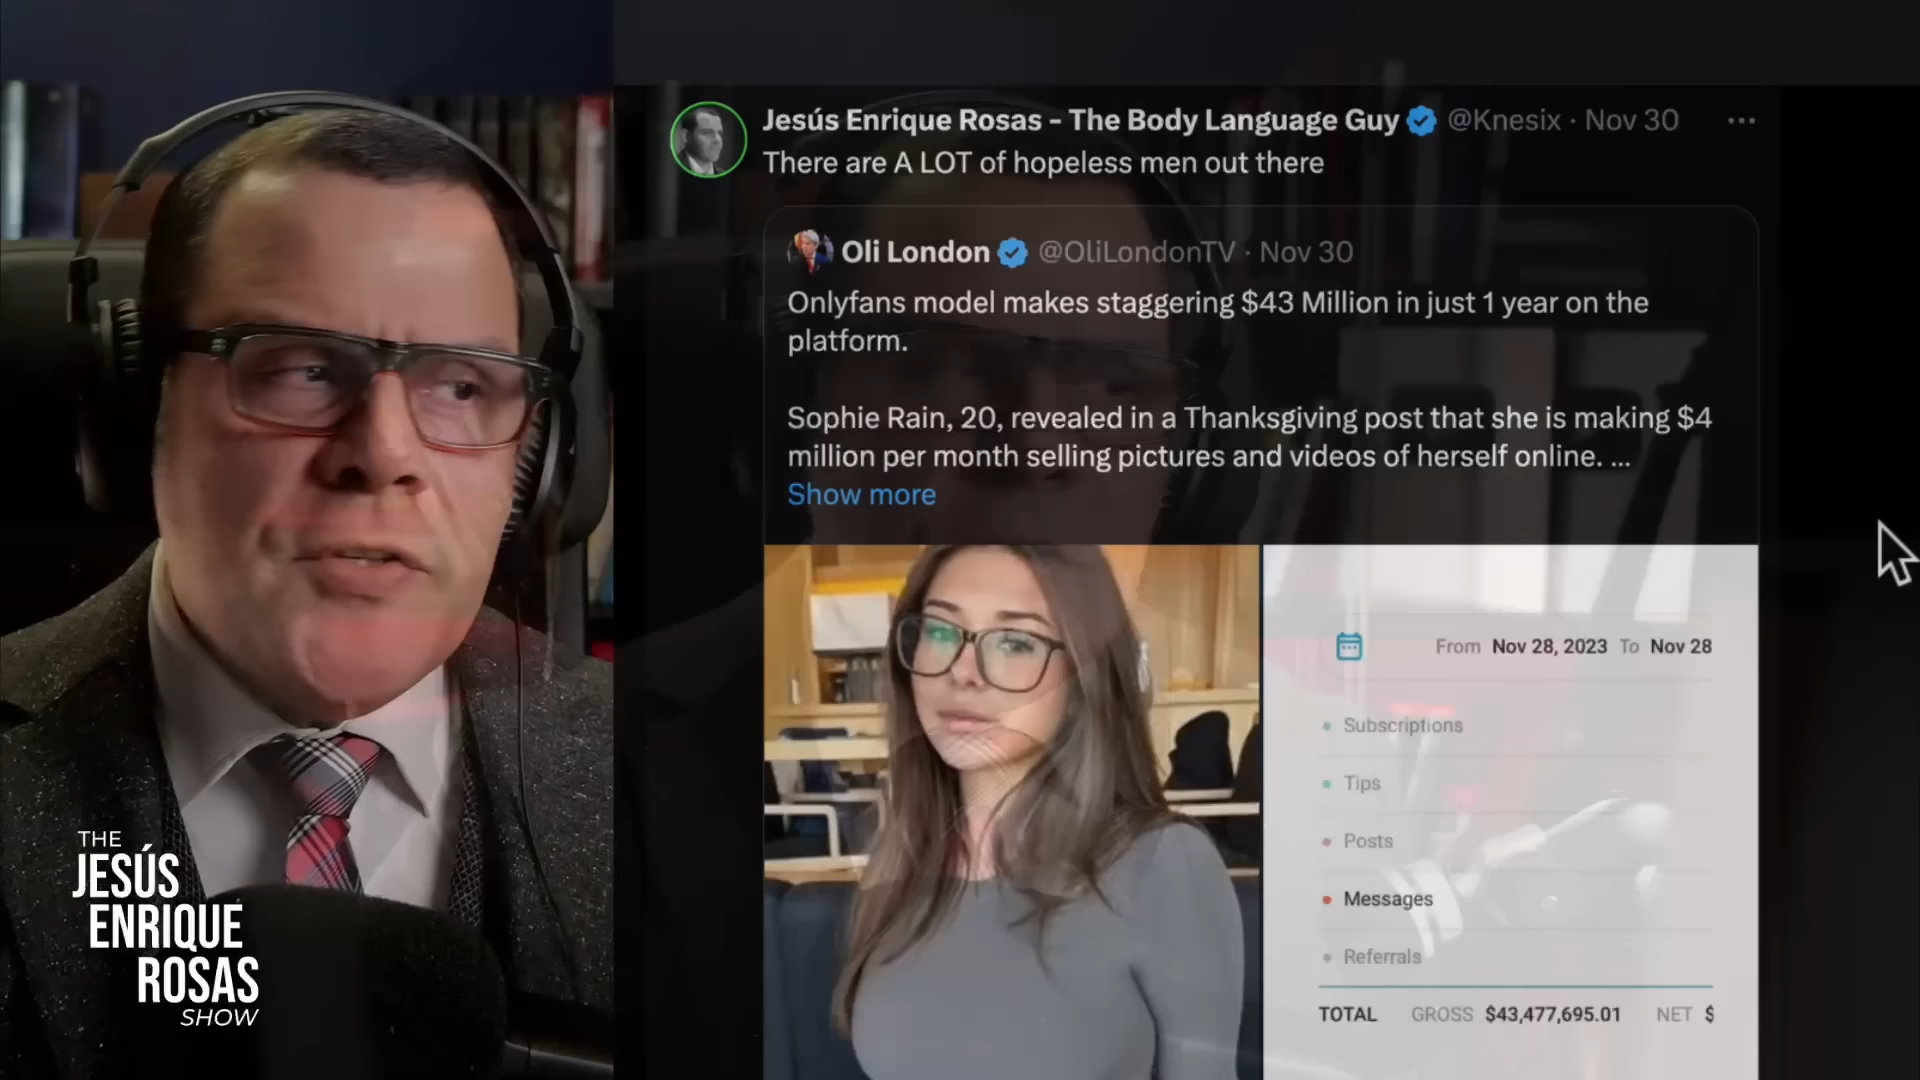 Jesús Enrique Rosas - The Body Language Guy @Knesix · Nov 30 ...
There are A LOT of hopeless men out there
Oli London @OliLondonTV · Nov 30
Onlyfans model makes staggering $43 Million in just 1 year on the
platform.
Sophie Rain, 20, revealed in a Thanksgiving post that she is making $4
million per month selling pictures and videos of herself online. ...
Show more
From Nov 28, 2023 To Nov 28
Subscriptions
Tips
Posts
Messages
Referrals
TOTAL GROSS $43,477,695.01 NET $
THE
JESÚS
ENRIQUE
ROSAS
SHOW